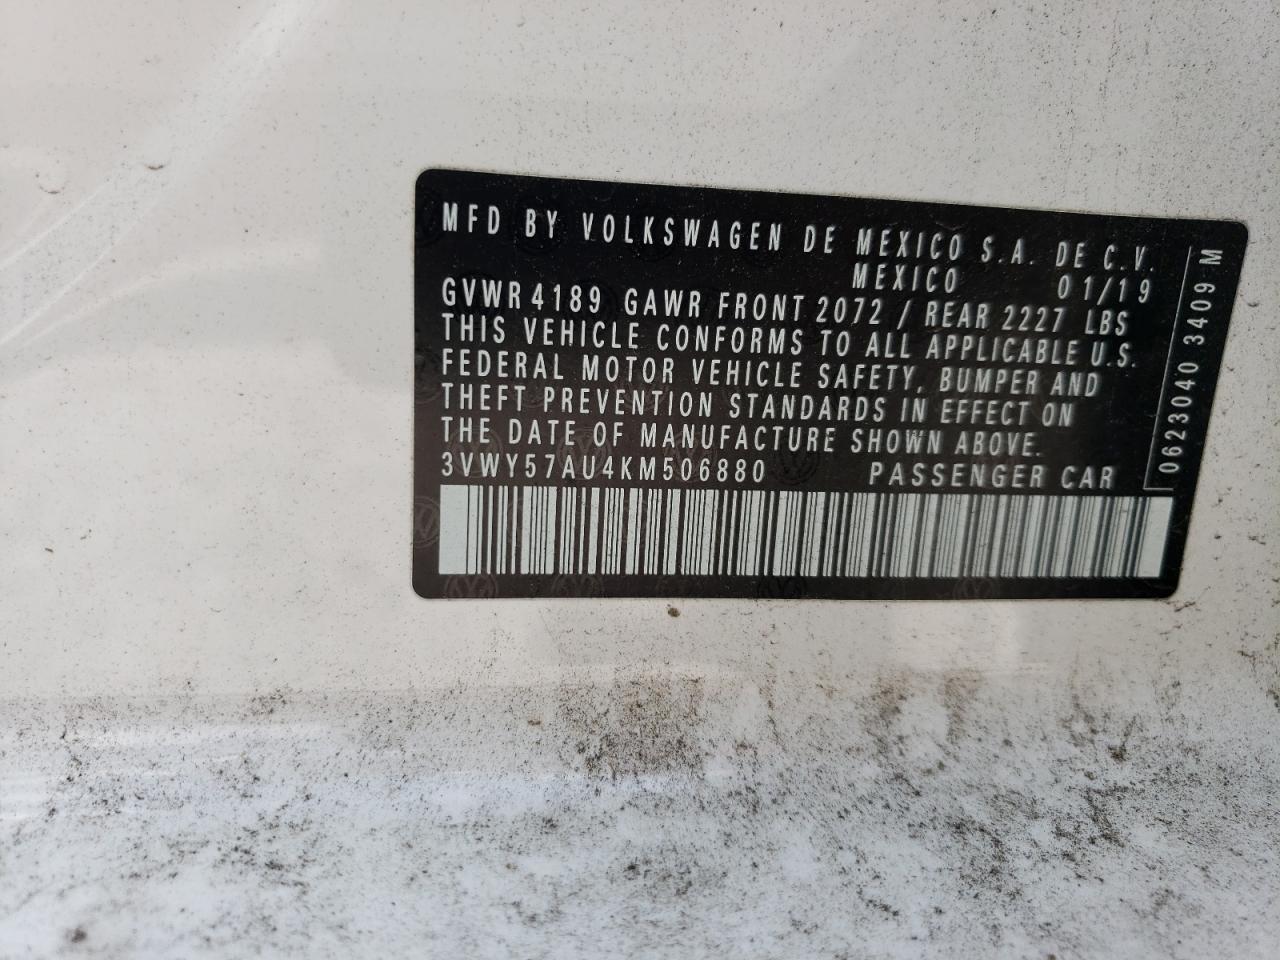 MFD BY VOLKSWAGEN DE MEXICO S.A. DE C.V.
MEXICO 01/19
GVWR 4189 GAWR FRONT 2072 / REAR 2227 LBS
THIS VEHICLE CONFORMS TO ALL APPLICABLE U.S.
FEDERAL MOTOR VEHICLE SAFETY, BUMPER AND
THEFT PREVENTION STANDARDS IN EFFECT ON
THE DATE OF MANUFACTURE SHOWN ABOVE.
3VWY57AU4KM506880 PASSENGER CAR
0623040 3409 M